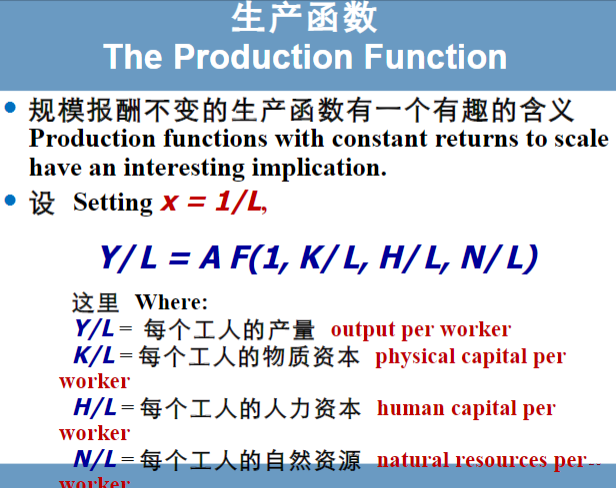 生产函数
The Production Function
• 规模报酬不变的生产函数有一个有趣的含义
Production functions with constant returns to scale
have an interesting implication.
• 设 Setting x = 1/L,
Y/L = A F(1, K/L, H/L, N/L)
这里 Where:
Y/L = 每个工人的产量 output per worker
K/L = 每个工人的物质资本 physical capital per
worker
H/L = 每个工人的人力资本 human capital per
worker
N/L = 每个工人的自然资源 natural resources per--
worker